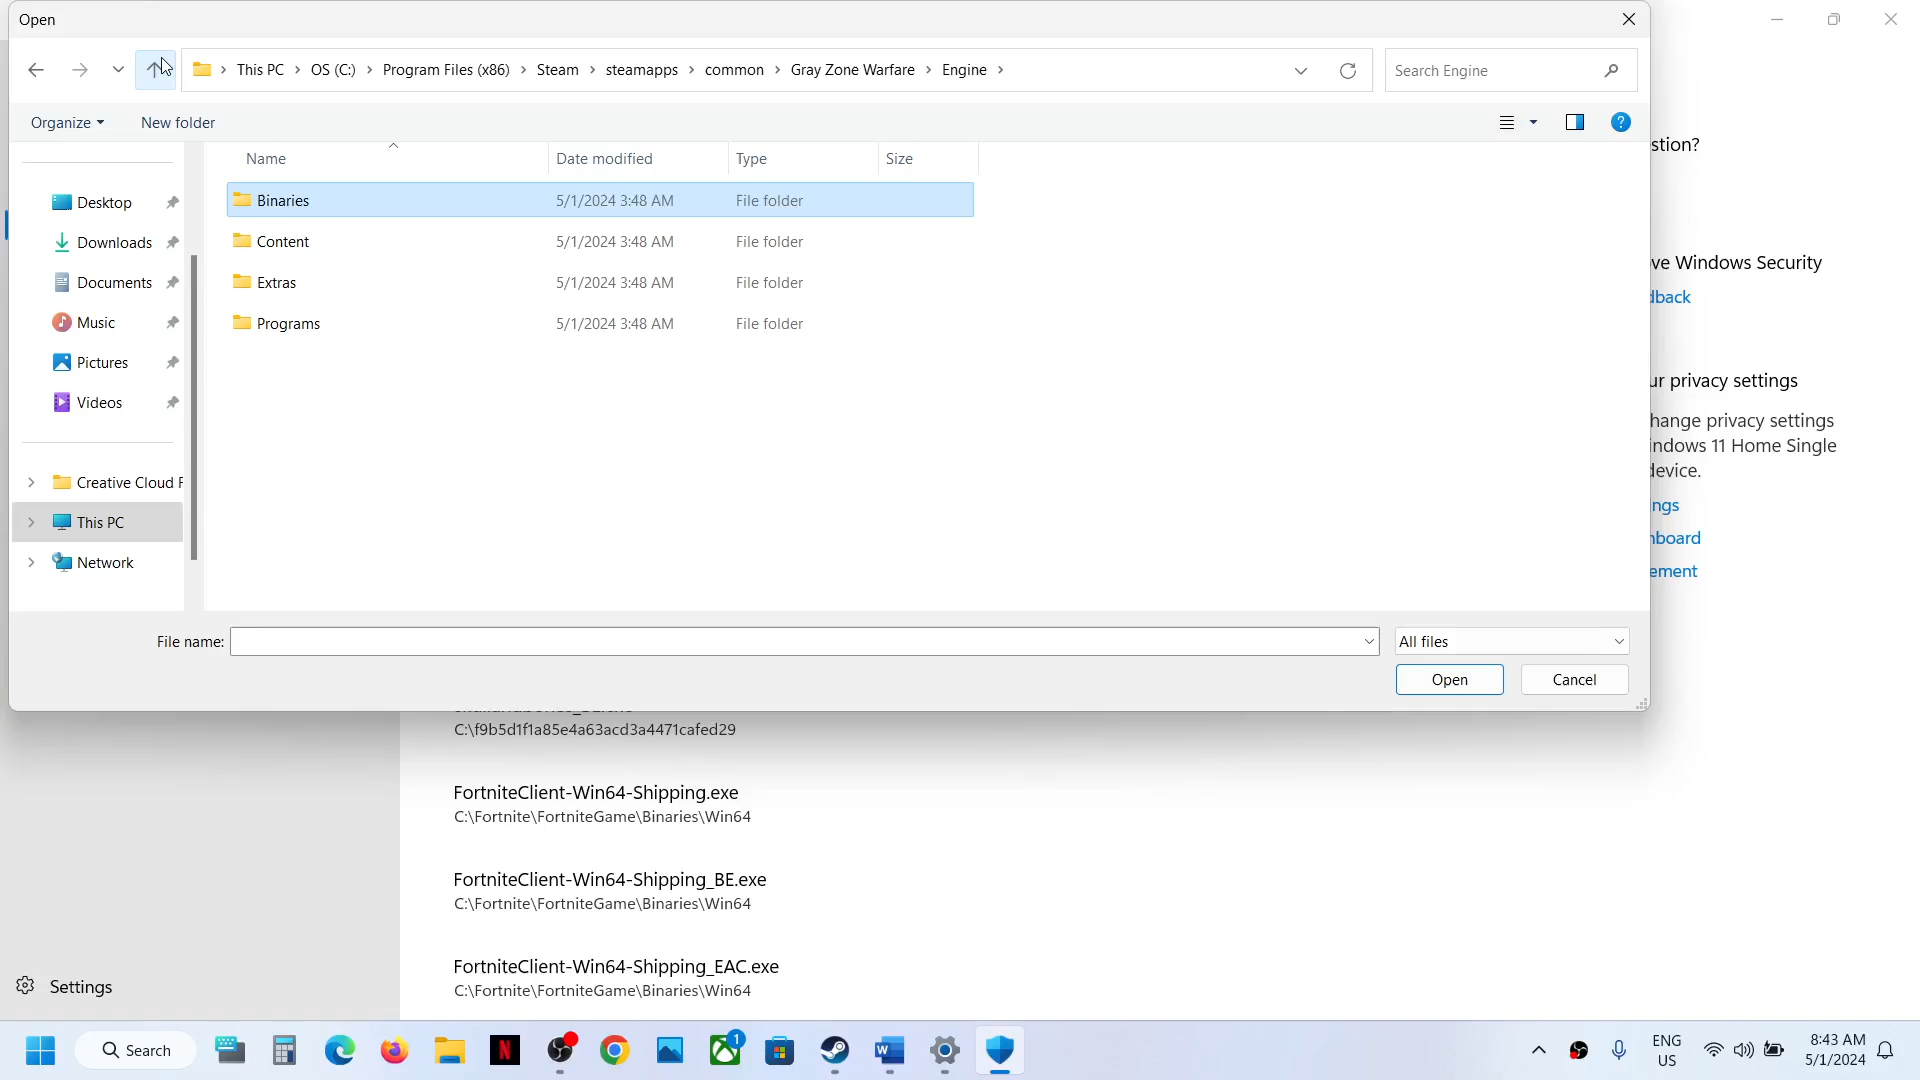 Open
This PC > OS (C:) > Program Files (x86) > Steam > steamapps > common > Gray Zone Warfare > Engine >
Search Engine
Organize
New folder
Name
Date modified
Type
Size
Desktop
Downloads
Documents
Music
Pictures
Videos
Creative Cloud F
This PC
Network
Binaries 5/1/2024 3:48 AM File folder
Content 5/1/2024 3:48 AM File folder
Extras 5/1/2024 3:48 AM File folder
Programs 5/1/2024 3:48 AM File folder
File name:
All files
Open
Cancel
stion?
ve Windows Security
dback
ur privacy settings
hange privacy settings
indows 11 Home Single
device.
ings
nboard
ement
C:\f9b5d1f1a85e4a63acd3a4471cafed29
FortniteClient-Win64-Shipping.exe
C:\Fortnite\FortniteGame\Binaries\Win64
FortniteClient-Win64-Shipping_BE.exe
C:\Fortnite\FortniteGame\Binaries\Win64
FortniteClient-Win64-Shipping_EAC.exe
C:\Fortnite\FortniteGame\Binaries\Win64
Settings
Search
1
ENG
US
8:43 AM
5/1/2024